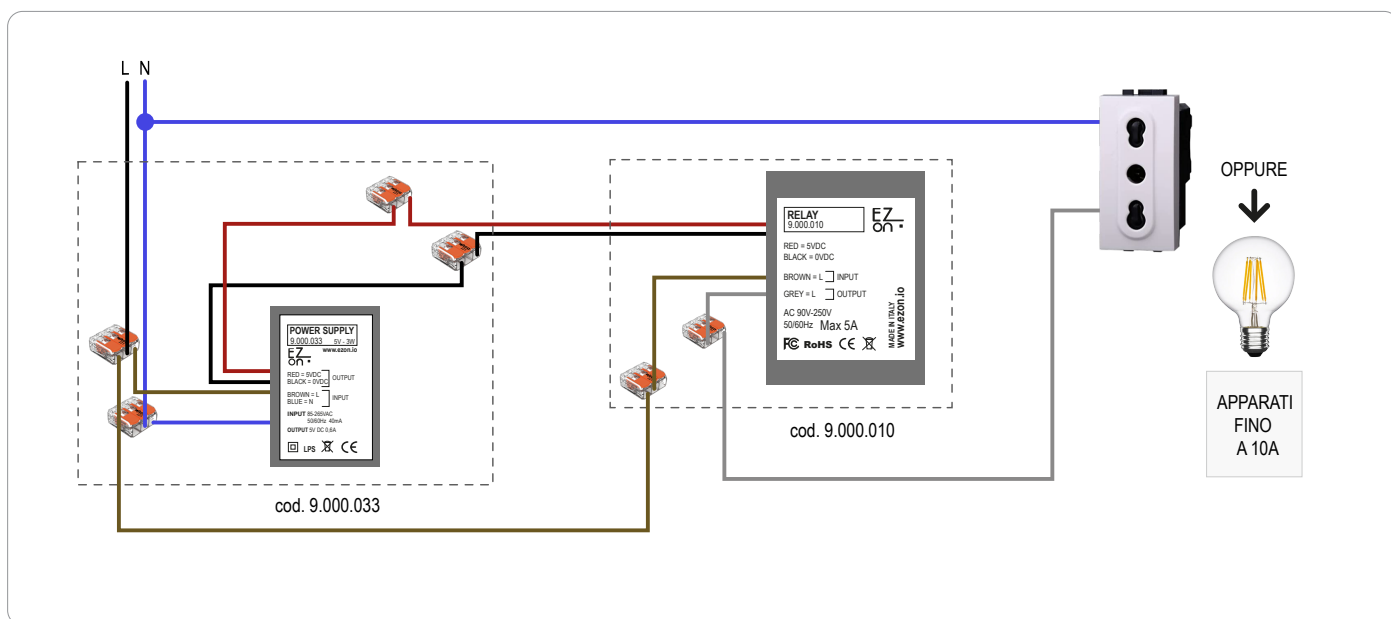 L N
OPPURE
APPARATI
FINO
A 10A
RELAY
9.000.010
EZ
on
RED = 5VDC
BLACK = 0VDC
BROWN = L INPUT
GREY = L OUTPUT
AC 90V-250V
50/60Hz Max 5A
FC RoHS CE
MADE IN ITALY
www.ezon.io
cod. 9.000.010
POWER SUPPLY
9.000.033 5V - 3W
www.ezon.io
EZ
on
RED = 5VDC
BLACK = 0VDC
OUTPUT
BROWN = L
BLUE = N
INPUT
INPUT 85-265VAC
50/60Hz 40mA
OUTPUT 5V DC 0,6A
LPS CE
cod. 9.000.033